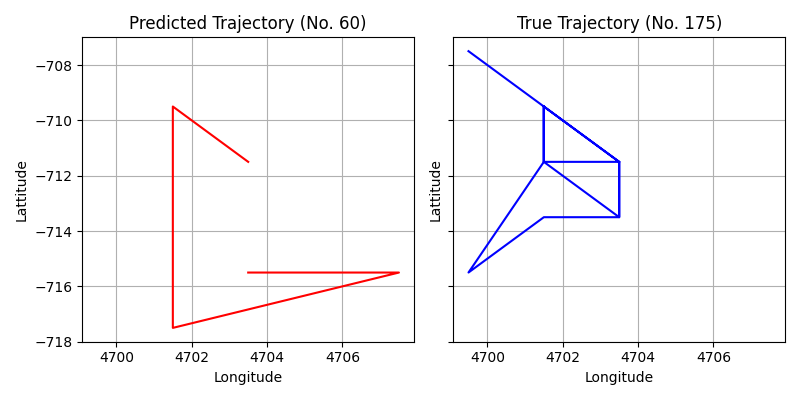 Predicted Trajectory (No. 60)
True Trajectory (No. 175)
−708
−710
−712
−714
−716
−718
Lattitude
Lattitude
4700
4702
4704
4706
4700
4702
4704
4706
Longitude
Longitude